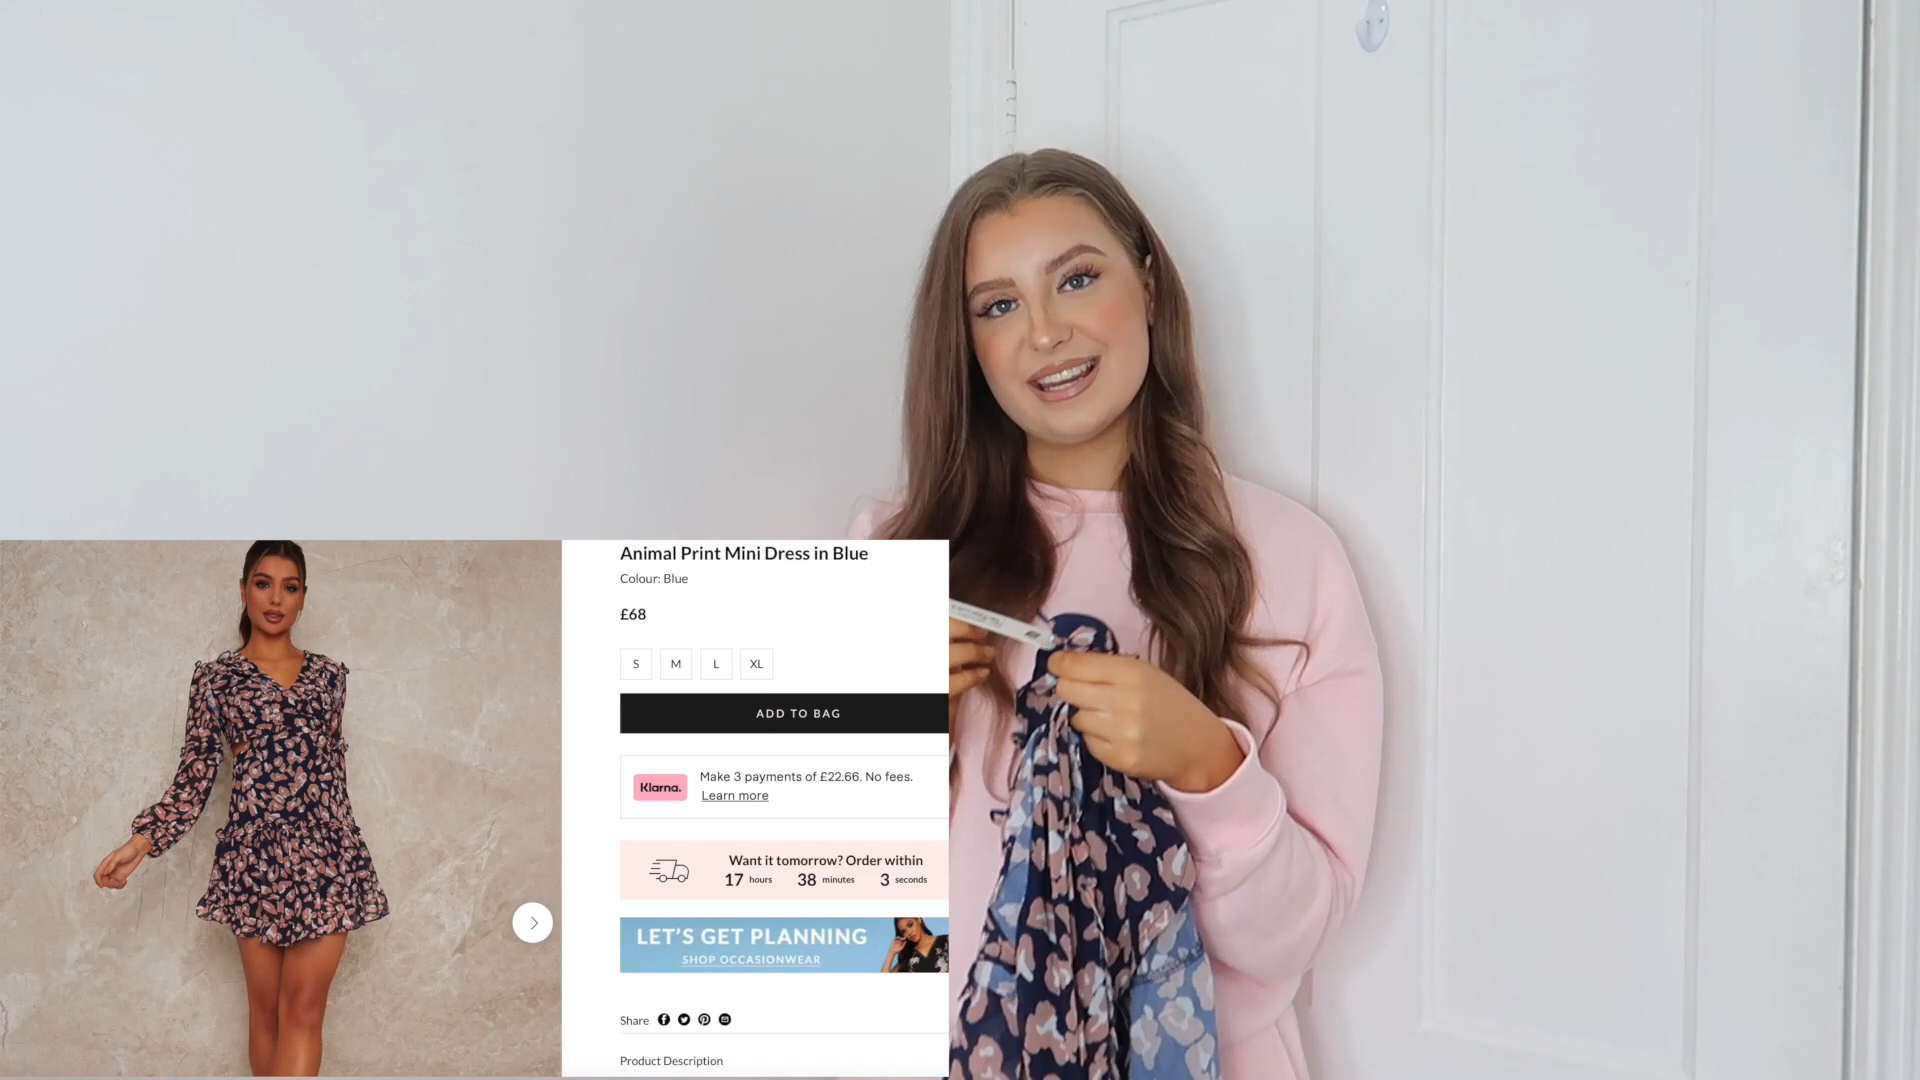 Animal Print Mini Dress in Blue
Colour: Blue
£68
S M L XL
ADD TO BAG
Klarna.
Make 3 payments of £22.66. No fees.
Learn more
Want it tomorrow? Order within
17 hours 38 minutes 3 seconds
LET'S GET PLANNING
SHOP OCCASIONWEAR
Share
Product Description